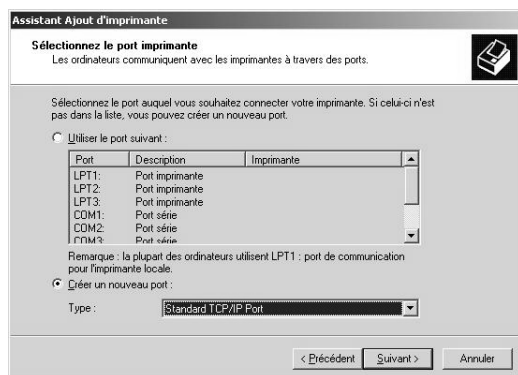 Assistant Ajout d'imprimante
Sélectionnez le port imprimante
Les ordinateurs communiquent avec les imprimantes à travers des ports.
Sélectionnez le port auquel vous souhaitez connecter votre imprimante. Si celui-ci n'est
pas dans la liste, vous pouvez créer un nouveau port.
Utiliser le port suivant :
Port Description Imprimante
LPT1: Port imprimante
LPT2: Port imprimante
LPT3: Port imprimante
COM1: Port série
COM2: Port série
COM3: Port série
Remarque : la plupart des ordinateurs utilisent LPT1 : port de communication
pour l'imprimante locale.
Créer un nouveau port :
Type : Standard TCP/IP Port
< Précédent Suivant > Annuler